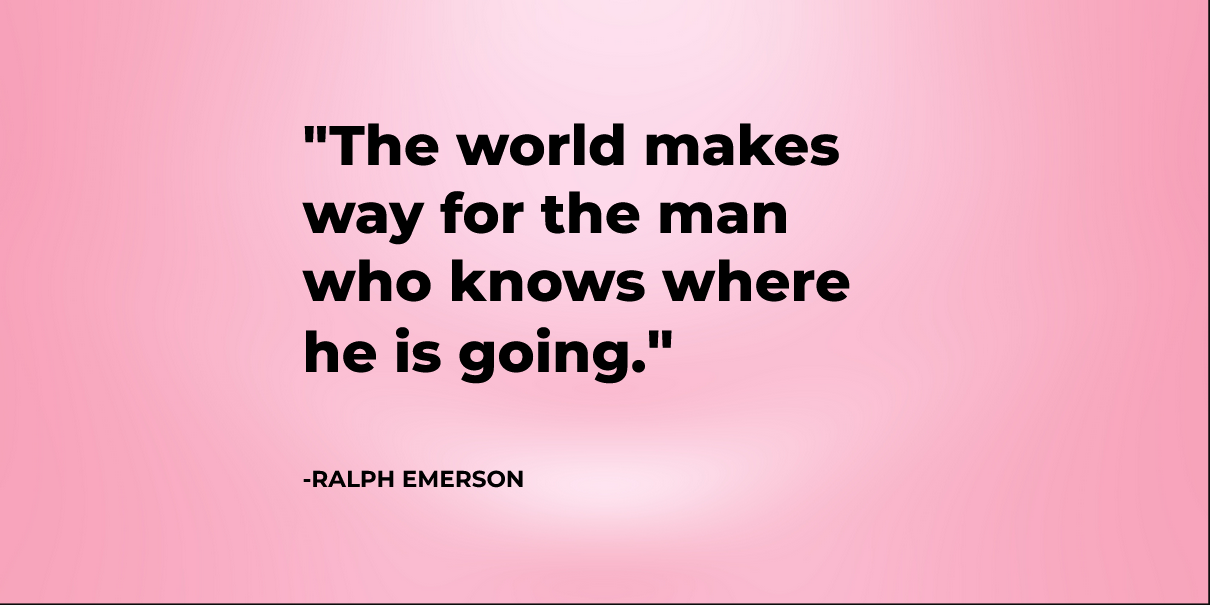 "The world makes
way for the man
who knows where
he is going."
-RALPH EMERSON